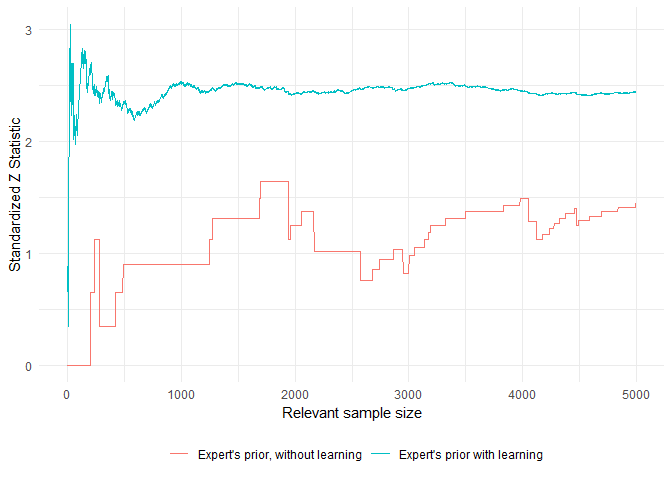 3
2
1
0
Standardized Z Statistic
0 1000 2000 3000 4000 5000
Relevant sample size
Expert's prior, without learning Expert's prior with learning